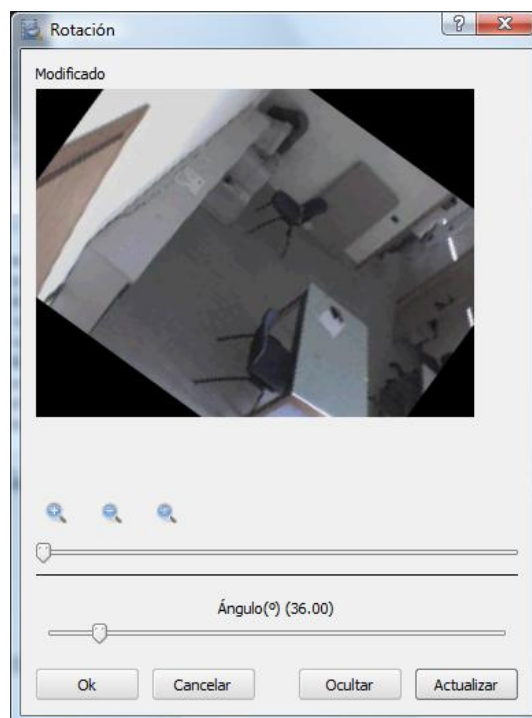 Rotación
Modificado
Ángulo(º) (36.00)
Ok Cancelar Ocultar Actualizar